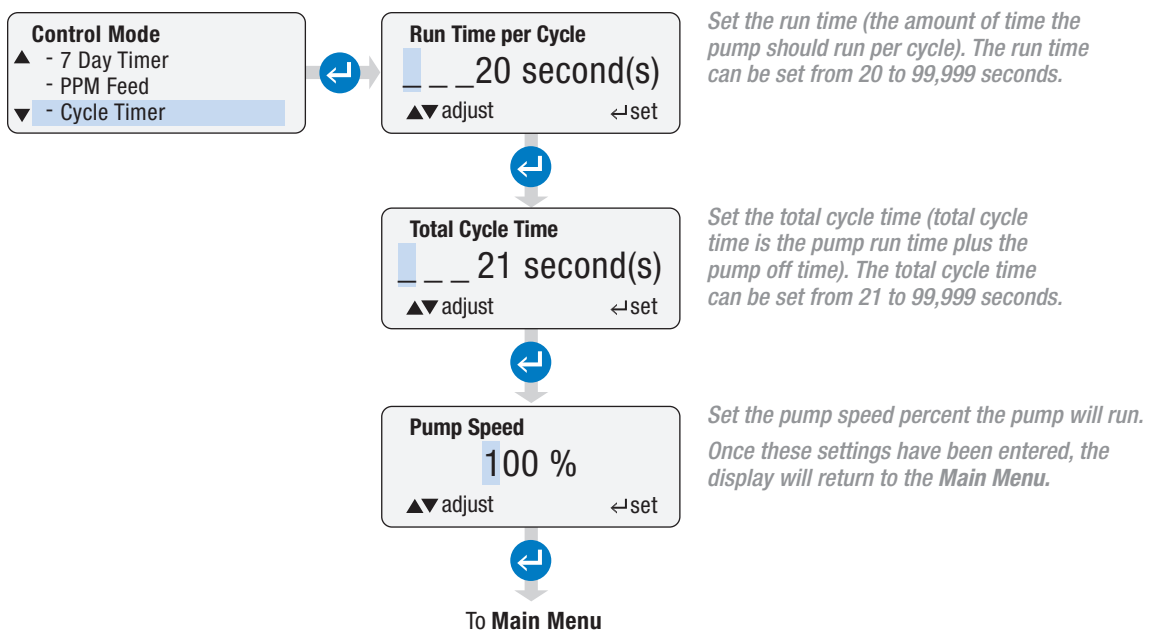 Control Mode
▲ - 7 Day Timer
- PPM Feed
▼ - Cycle Timer
Run Time per Cycle
_ _ _20 second(s)
▲▼ adjust ↵set
Set the run time (the amount of time the
pump should run per cycle). The run time
can be set from 20 to 99,999 seconds.
Total Cycle Time
_ _ _ 21 second(s)
▲▼ adjust ↵set
Set the total cycle time (total cycle
time is the pump run time plus the
pump off time). The total cycle time
can be set from 21 to 99,999 seconds.
Pump Speed
100 %
▲▼ adjust ↵set
Set the pump speed percent the pump will run.
Once these settings have been entered, the
display will return to the Main Menu.
To Main Menu